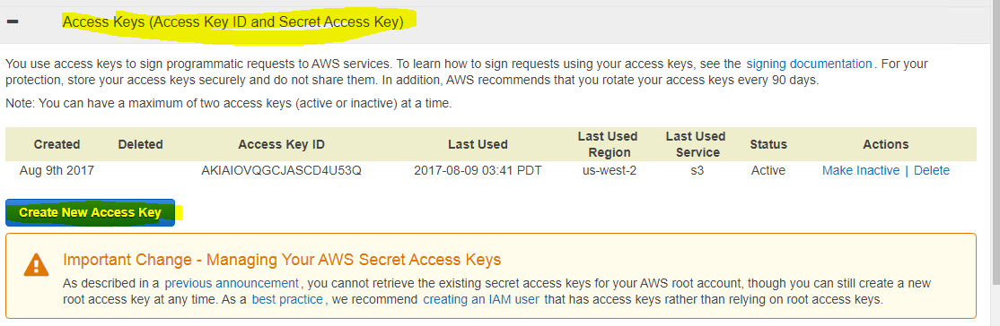 Access Keys (Access Key ID and Secret Access Key)
You use access keys to sign programmatic requests to AWS services. To learn how to sign requests using your access keys, see the signing documentation. For your
protection, store your access keys securely and do not share them. In addition, AWS recommends that you rotate your access keys every 90 days.
Note: You can have a maximum of two access keys (active or inactive) at a time.
Created Deleted Access Key ID Last Used Last Used Region Last Used Service Status Actions
Aug 9th 2017 AKIAIOVQGCJASCD4U53Q 2017-08-09 03:41 PDT us-west-2 s3 Active Make Inactive | Delete
Create New Access Key
Important Change - Managing Your AWS Secret Access Keys
As described in a previous announcement, you cannot retrieve the existing secret access keys for your AWS root account, though you can still create a new
root access key at any time. As a best practice, we recommend creating an IAM user that has access keys rather than relying on root access keys.